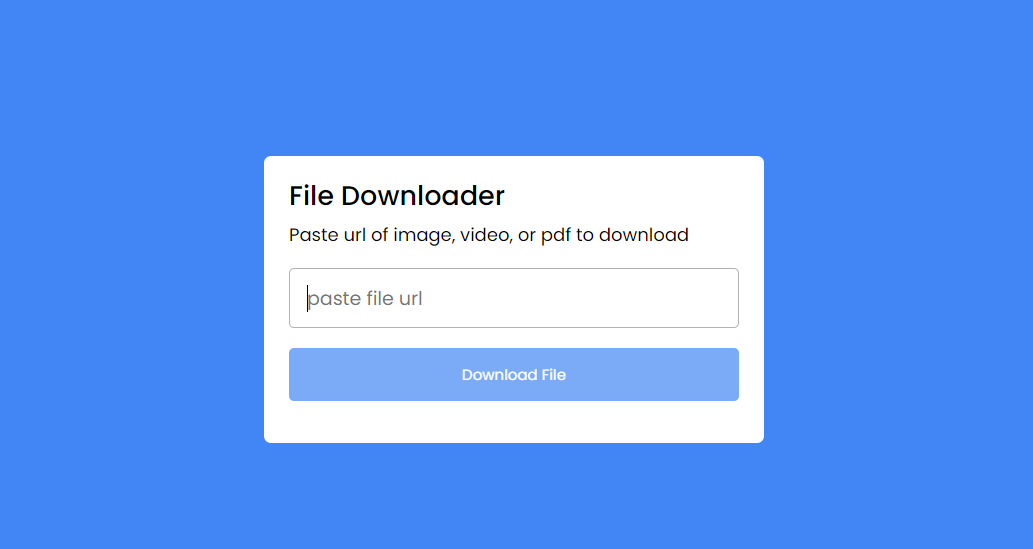 File Downloader
Paste url of image, video, or pdf to download
paste file url
Download File